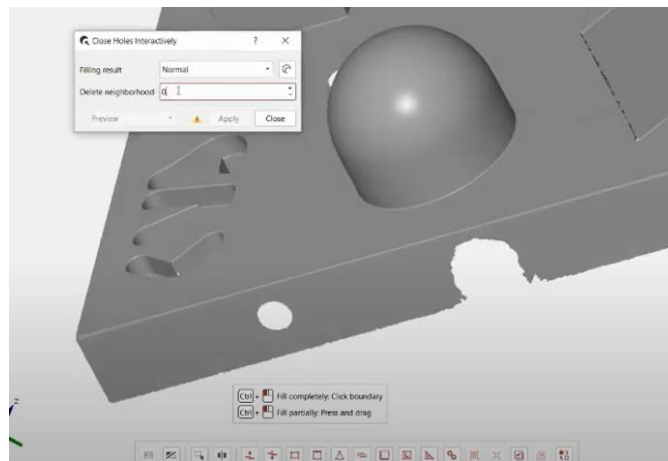 Close Holes Interactively ? ×
Filling result Normal
Delete neighborhood 0
Preview Apply Close
Ctrl + Fill completely: Click boundary
Ctrl + Fill partially: Press and drag
z